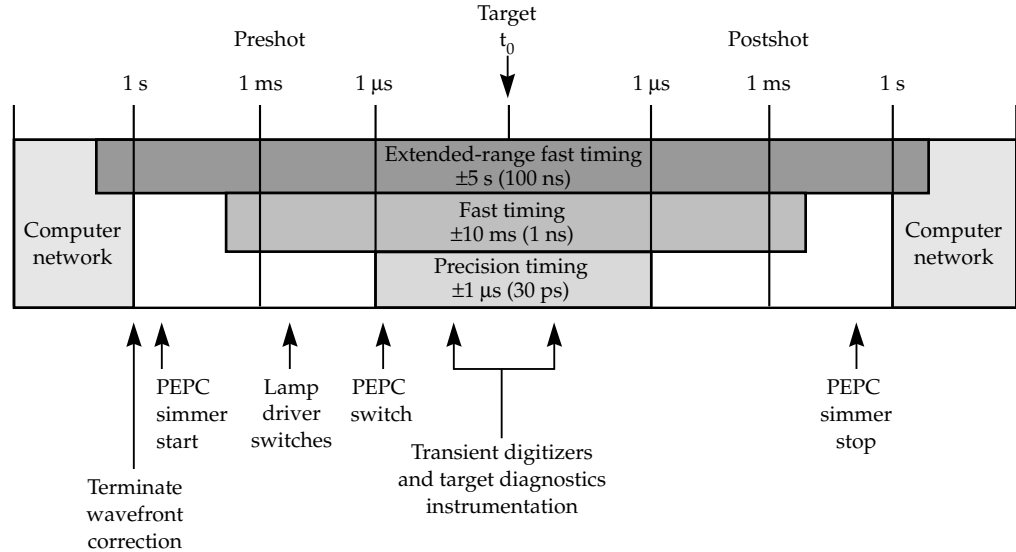 Target
t0
Preshot
Postshot
1 s
1 ms
1 µs
1 µs
1 ms
1 s
Extended-range fast timing
±5 s (100 ns)
Computer
network
Fast timing
±10 ms (1 ns)
Computer
network
Precision timing
±1 µs (30 ps)
PEPC
simmer
start
Lamp
driver
switches
PEPC
switch
PEPC
simmer
stop
Transient digitizers
and target diagnostics
instrumentation
Terminate
wavefront
correction